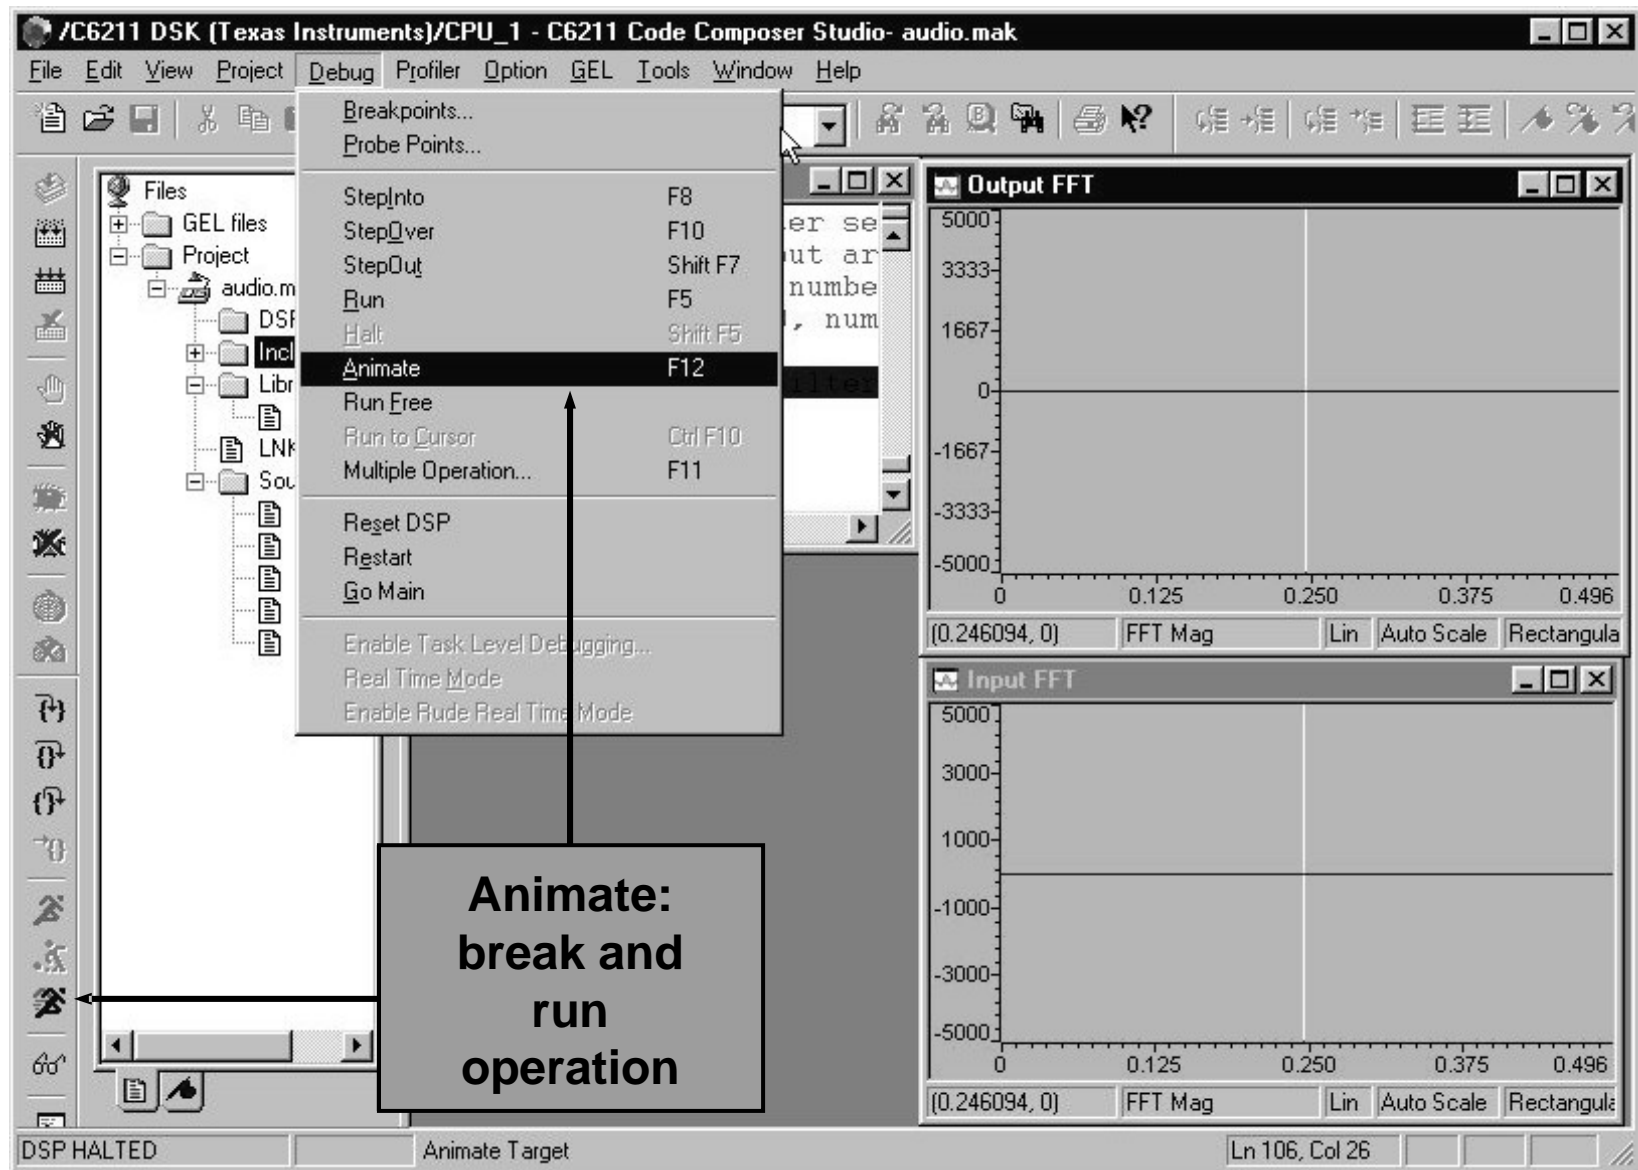 /C6211 DSK (Texas Instruments)/CPU_1 - C6211 Code Composer Studio- audio.mak
File Edit View Project Debug Profiler Option GEL Tools Window Help
Breakpoints...
Probe Points...
StepInto F8
StepOver F10
StepOut Shift F7
Run F5
Halt Shift F5
Animate F12
Run Free
Run to Cursor Ctrl F10
Multiple Operation... F11
Reset DSP
Restart
Go Main
Enable Task Level Debugging...
Real Time Mode
Enable Rude Real Time Mode
Files
GEL files
Project
audio.m
DSF
Incl
Libr
LNK
Sou
er se
ut ar
numbe
, num
ilter
Output FFT
5000
3333
1667
0
-1667
-3333
-5000
0 0.125 0.250 0.375 0.496
(0.246094, 0) FFT Mag Lin Auto Scale Rectangula
Input FFT
5000
3000
1000
-1000
-3000
-5000
0 0.125 0.250 0.375 0.496
(0.246094, 0) FFT Mag Lin Auto Scale Rectangula
Animate:
break and
run
operation
DSP HALTED Animate Target Ln 106, Col 26